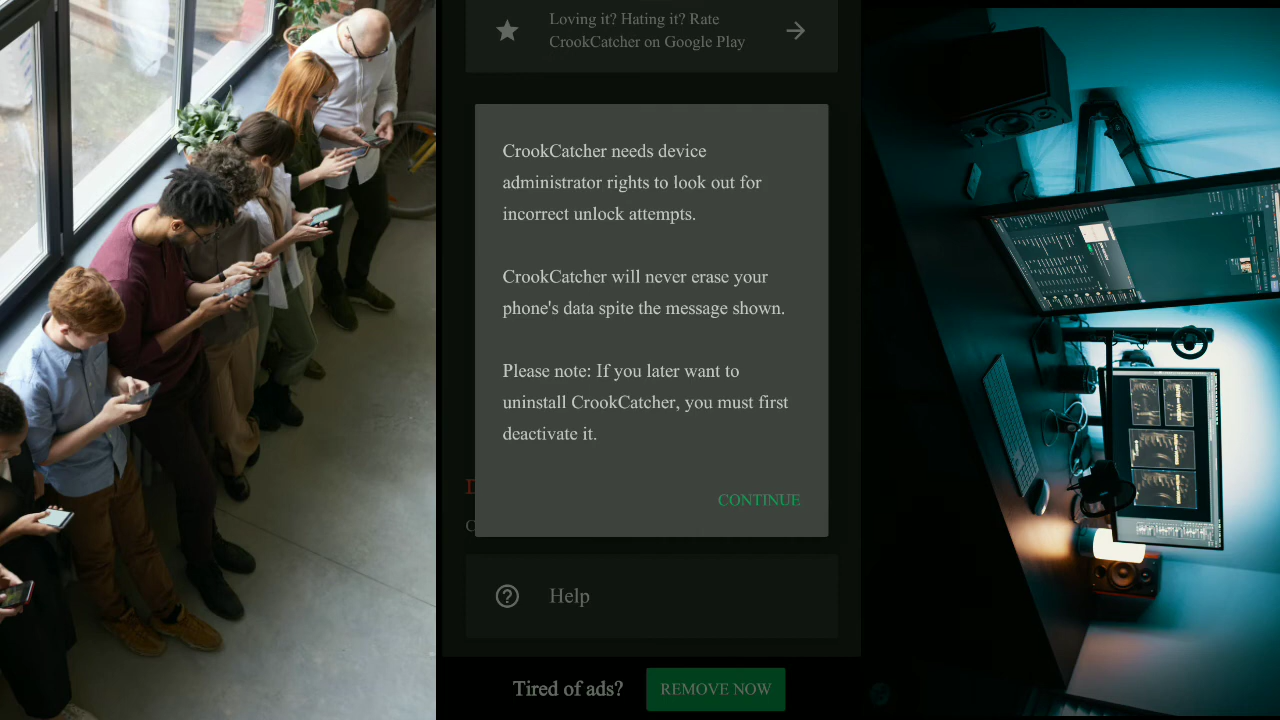 Loving it? Hating it? Rate
CrookCatcher on Google Play
CrookCatcher needs device
administrator rights to look out for
incorrect unlock attempts.
CrookCatcher will never erase your
phone's data spite the message shown.
Please note: If you later want to
uninstall CrookCatcher, you must first
deactivate it.
CONTINUE
Help
Tired of ads?
REMOVE NOW